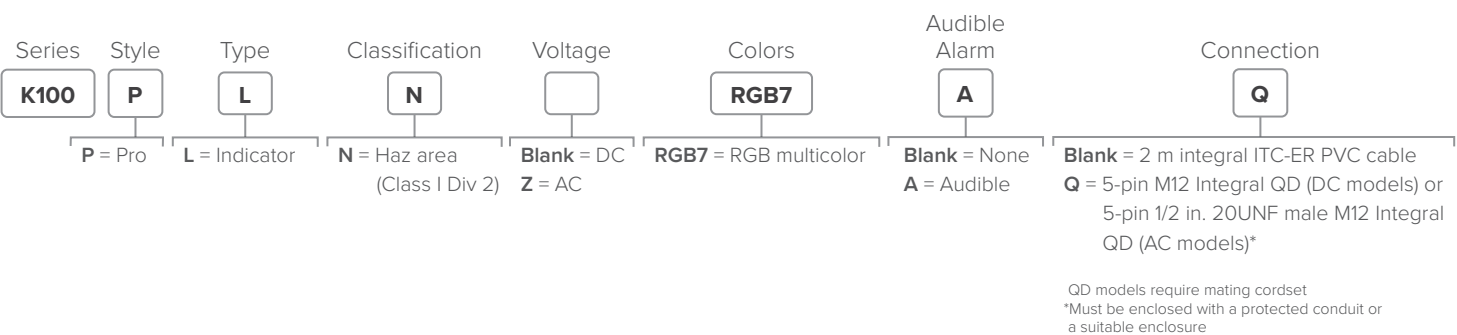 Series
Style
Type
Classification
Voltage
Colors
Audible
Alarm
Connection
K100
P
L
N
RGB7
A
Q
P = Pro
L = Indicator
N = Haz area
(Class I Div 2)
Blank = DC
Z = AC
RGB7 = RGB multicolor
Blank = None
A = Audible
Blank = 2 m integral ITC-ER PVC cable
Q = 5-pin M12 Integral QD (DC models) or
5-pin 1/2 in. 20UNF male M12 Integral
QD (AC models)*
QD models require mating cordset
*Must be enclosed with a protected conduit or
a suitable enclosure